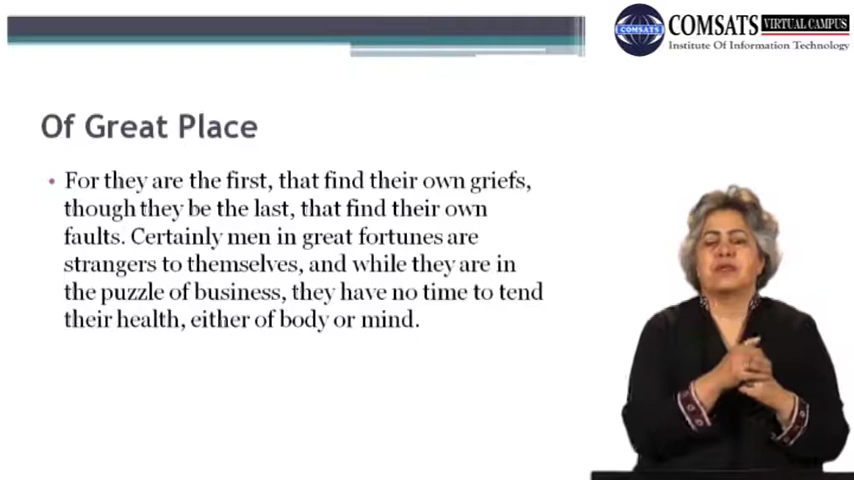 COMSATS
COMSATS VIRTUAL CAMPUS
Institute Of Information Technology
Of Great Place
• For they are the first, that find their own griefs,
though they be the last, that find their own
faults. Certainly men in great fortunes are
strangers to themselves, and while they are in
the puzzle of business, they have no time to tend
their health, either of body or mind.